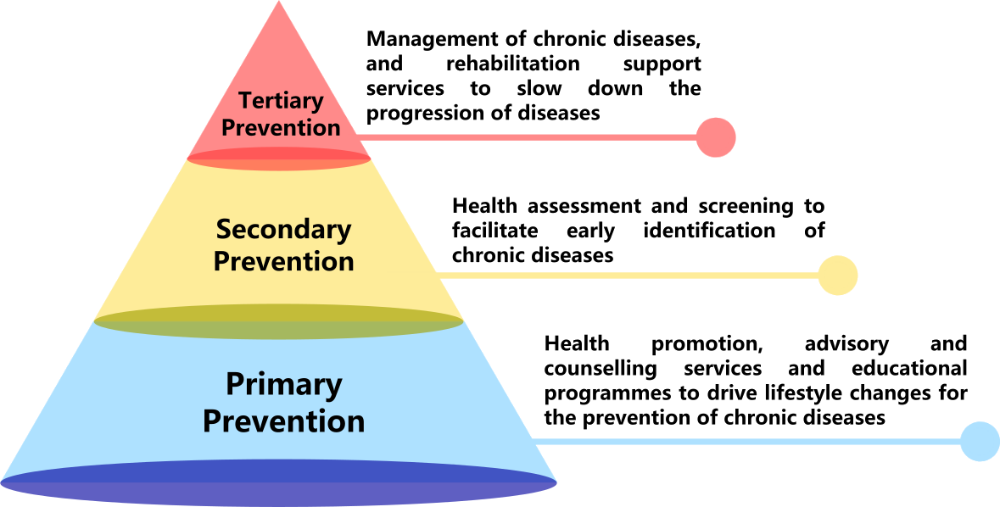 Tertiary
Prevention
Management of chronic diseases,
and rehabilitation support
services to slow down the
progression of diseases
Secondary
Prevention
Health assessment and screening to
facilitate early identification of
chronic diseases
Primary
Prevention
Health promotion, advisory and
counselling services and educational
programmes to drive lifestyle changes for
the prevention of chronic diseases